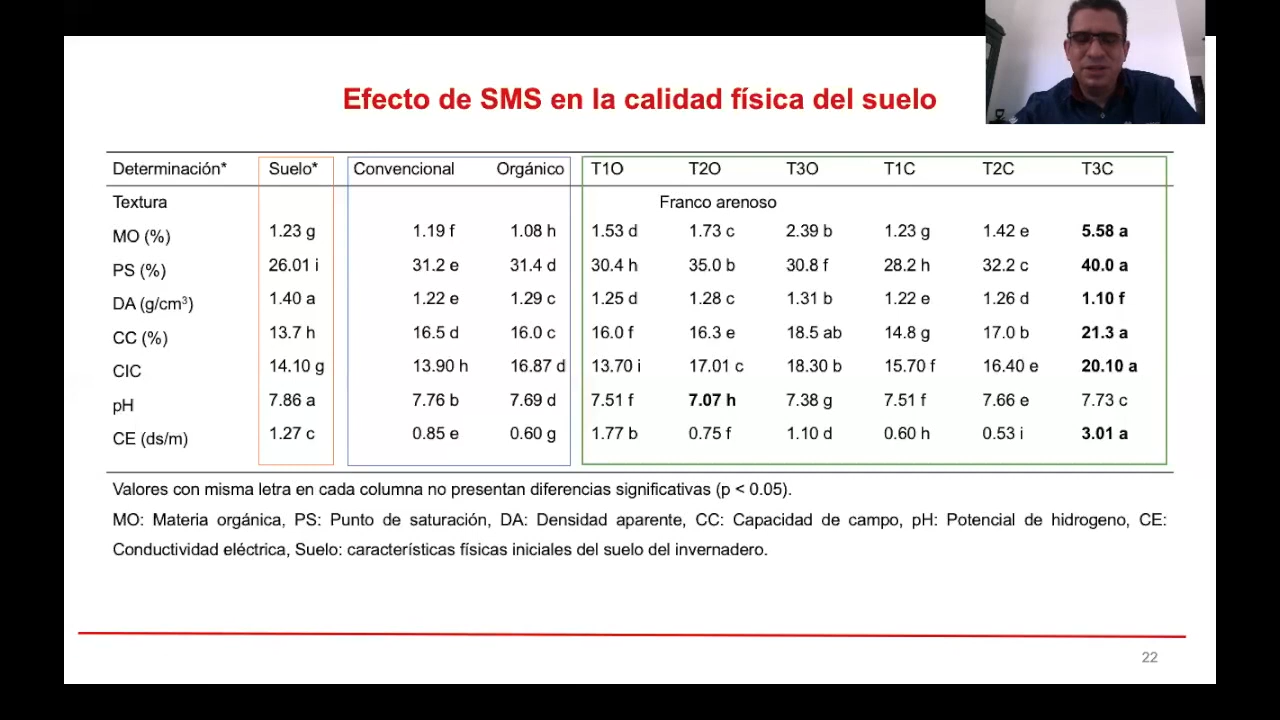 Efecto de SMS en la calidad física del suelo
Determinación* Suelo* Convencional Orgánico T1O T2O T3O T1C T2C T3C
Textura Franco arenoso
MO (%) 1.23 g 1.19 f 1.08 h 1.53 d 1.73 c 2.39 b 1.23 g 1.42 e 5.58 a
PS (%) 26.01 i 31.2 e 31.4 d 30.4 h 35.0 b 30.8 f 28.2 h 32.2 c 40.0 a
DA (g/cm³) 1.40 a 1.22 e 1.29 c 1.25 d 1.28 c 1.31 b 1.22 e 1.26 d 1.10 f
CC (%) 13.7 h 16.5 d 16.0 c 16.0 f 16.3 e 18.5 ab 14.8 g 17.0 b 21.3 a
CIC 14.10 g 13.90 h 16.87 d 13.70 i 17.01 c 18.30 b 15.70 f 16.40 e 20.10 a
pH 7.86 a 7.76 b 7.69 d 7.51 f 7.07 h 7.38 g 7.51 f 7.66 e 7.73 c
CE (ds/m) 1.27 c 0.85 e 0.60 g 1.77 b 0.75 f 1.10 d 0.60 h 0.53 i 3.01 a
Valores con misma letra en cada columna no presentan diferencias significativas (p < 0.05).
MO: Materia orgánica, PS: Punto de saturación, DA: Densidad aparente, CC: Capacidad de campo, pH: Potencial de hidrogeno, CE:
Conductividad eléctrica, Suelo: características físicas iniciales del suelo del invernadero.
22